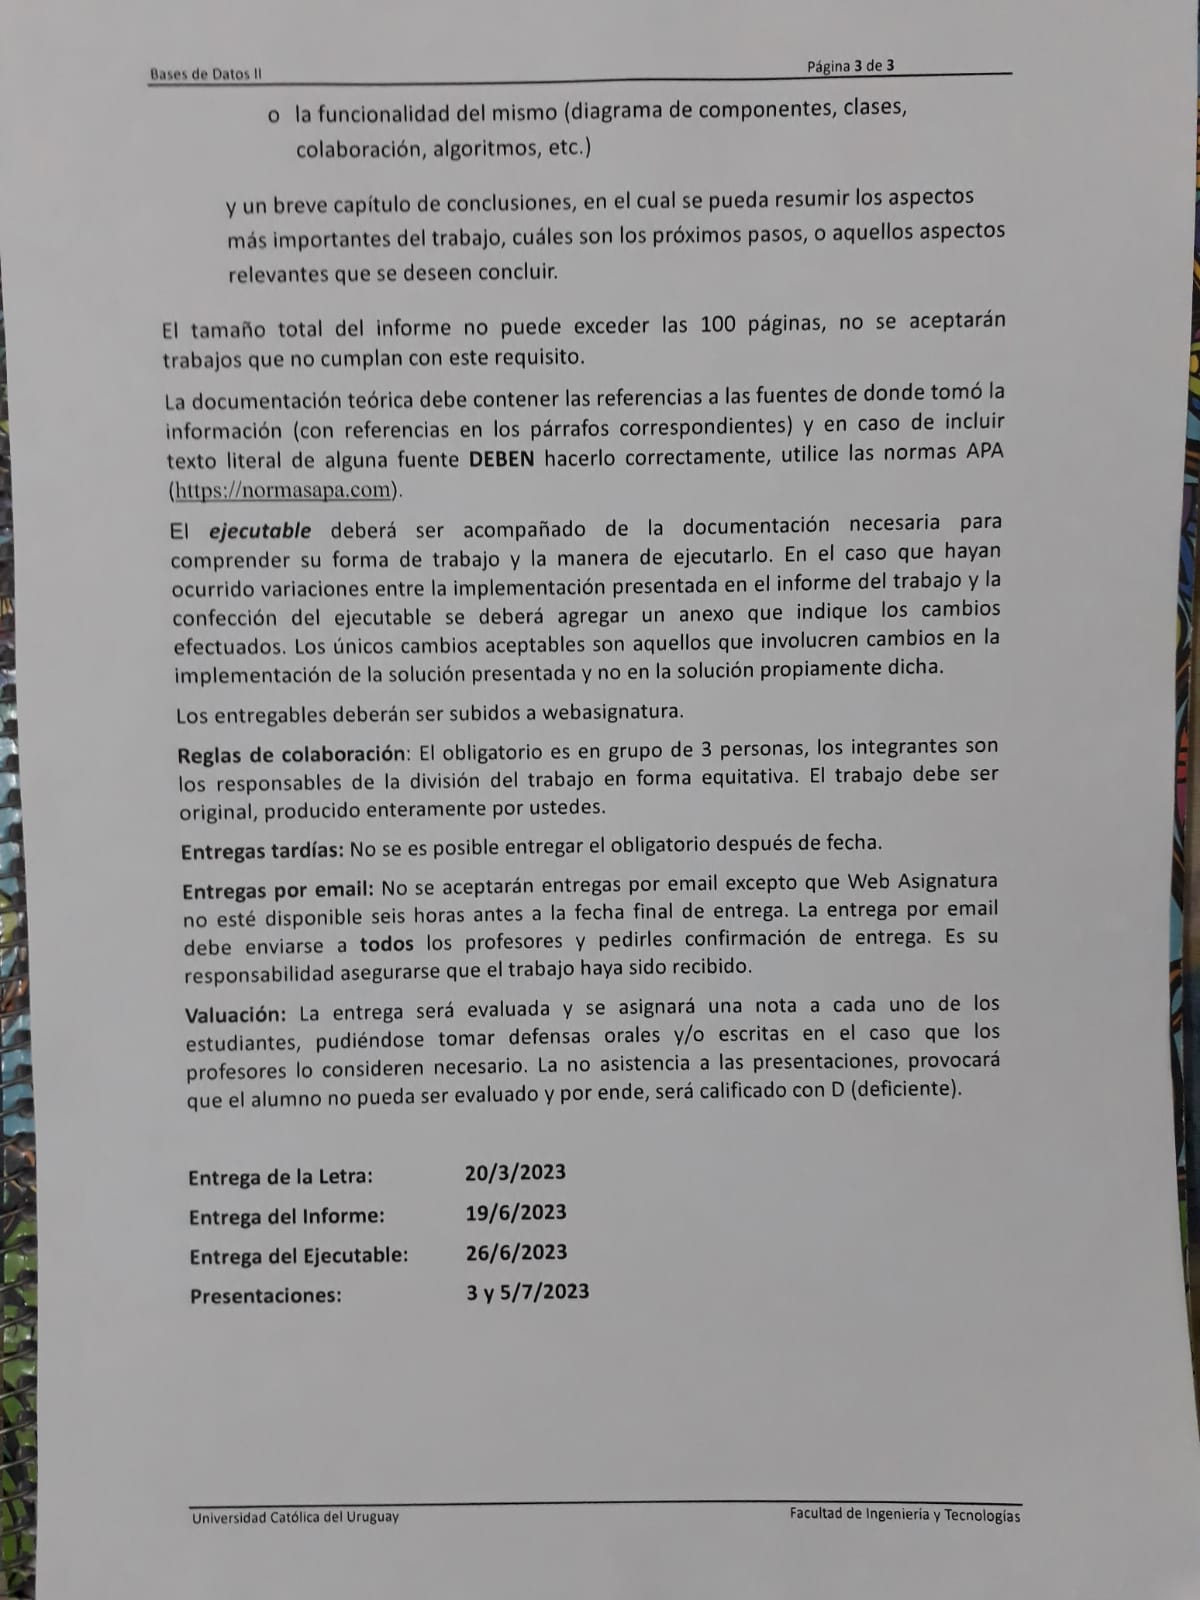 Bases de Datos II
Página 3 de 3
o la funcionalidad del mismo (diagrama de componentes, clases,
colaboración, algoritmos, etc.)
y un breve capítulo de conclusiones, en el cual se pueda resumir los aspectos
más importantes del trabajo, cuáles son los próximos pasos, o aquellos aspectos
relevantes que se deseen concluir.
El tamaño total del informe no puede exceder las 100 páginas, no se aceptarán
trabajos que no cumplan con este requisito.
La documentación teórica debe contener las referencias a las fuentes de donde tomó la
información (con referencias en los párrafos correspondientes) y en caso de incluir
texto literal de alguna fuente DEBEN hacerlo correctamente, utilice las normas APA
(https://normasapa.com).
El ejecutable deberá ser acompañado de la documentación necesaria para
comprender su forma de trabajo y la manera de ejecutarlo. En el caso que hayan
ocurrido variaciones entre la implementación presentada en el informe del trabajo y la
confección del ejecutable se deberá agregar un anexo que indique los cambios
efectuados. Los únicos cambios aceptables son aquellos que involucren cambios en la
implementación de la solución presentada y no en la solución propiamente dicha.
Los entregables deberán ser subidos a webasignatura.
Reglas de colaboración: El obligatorio es en grupo de 3 personas, los integrantes son
los responsables de la división del trabajo en forma equitativa. El trabajo debe ser
original, producido enteramente por ustedes.
Entregas tardías: No se es posible entregar el obligatorio después de fecha.
Entregas por email: No se aceptarán entregas por email excepto que Web Asignatura
no esté disponible seis horas antes a la fecha final de entrega. La entrega por email
debe enviarse a todos los profesores y pedirles confirmación de entrega. Es su
responsabilidad asegurarse que el trabajo haya sido recibido.
Valuación: La entrega será evaluada y se asignará una nota a cada uno de los
estudiantes, pudiéndose tomar defensas orales y/o escritas en el caso que los
profesores lo consideren necesario. La no asistencia a las presentaciones, provocará
que el alumno no pueda ser evaluado y por ende, será calificado con D (deficiente).
Entrega de la Letra: 20/3/2023
Entrega del Informe: 19/6/2023
Entrega del Ejecutable: 26/6/2023
Presentaciones: 3 y 5/7/2023
Universidad Católica del Uruguay
Facultad de Ingeniería y Tecnologías